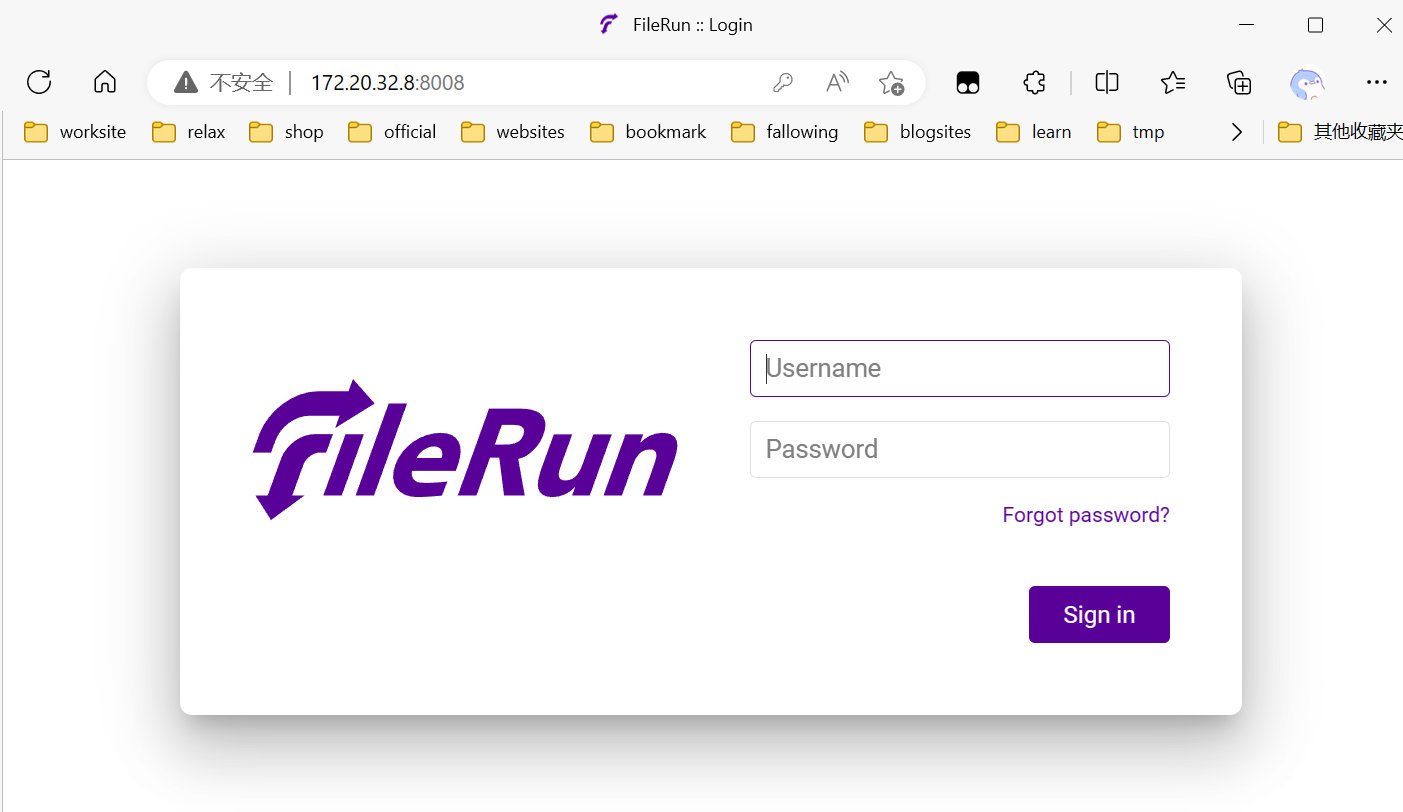 FileRun :: Login
不安全 172.20.32.8:8008
worksite relax shop official websites bookmark fallowing blogsites learn tmp 其他收藏夹
Username
FileRun
Password
Forgot password?
Sign in